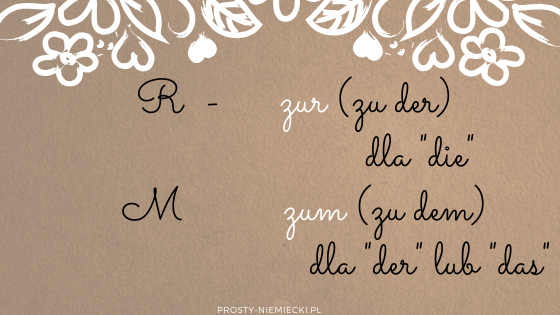 R - zur (zu der)
dla "die"
M zum (zu dem)
dla "der" lub "das"
PROSTY-NIEMIECKI.PL